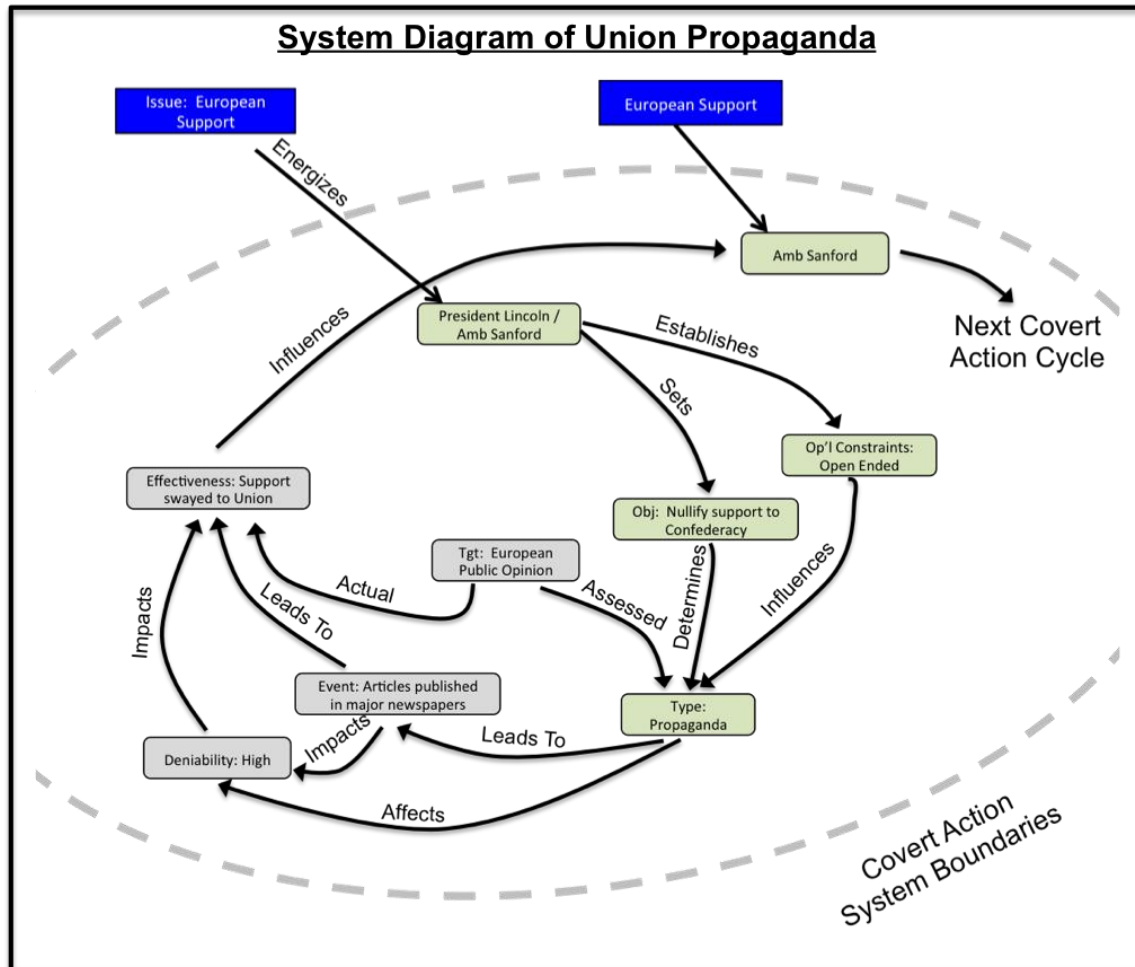 System Diagram of Union Propaganda
Issue: European
Support
European Support
Energizes
Amb Sanford
Influences
President Lincoln /
Amb Sanford
Establishes
Next Covert
Action Cycle
Sets
Op'l Constraints:
Open Ended
Effectiveness: Support
swayed to Union
Obj: Nullify support to
Confederacy
Tgt: European
Public Opinion
Actual
Assessed
Determines
Influences
Leads To
Impacts
Event: Articles published
in major newspapers
Type:
Propaganda
Impacts
Leads To
Deniability: High
Affects
Covert Action
System Boundaries